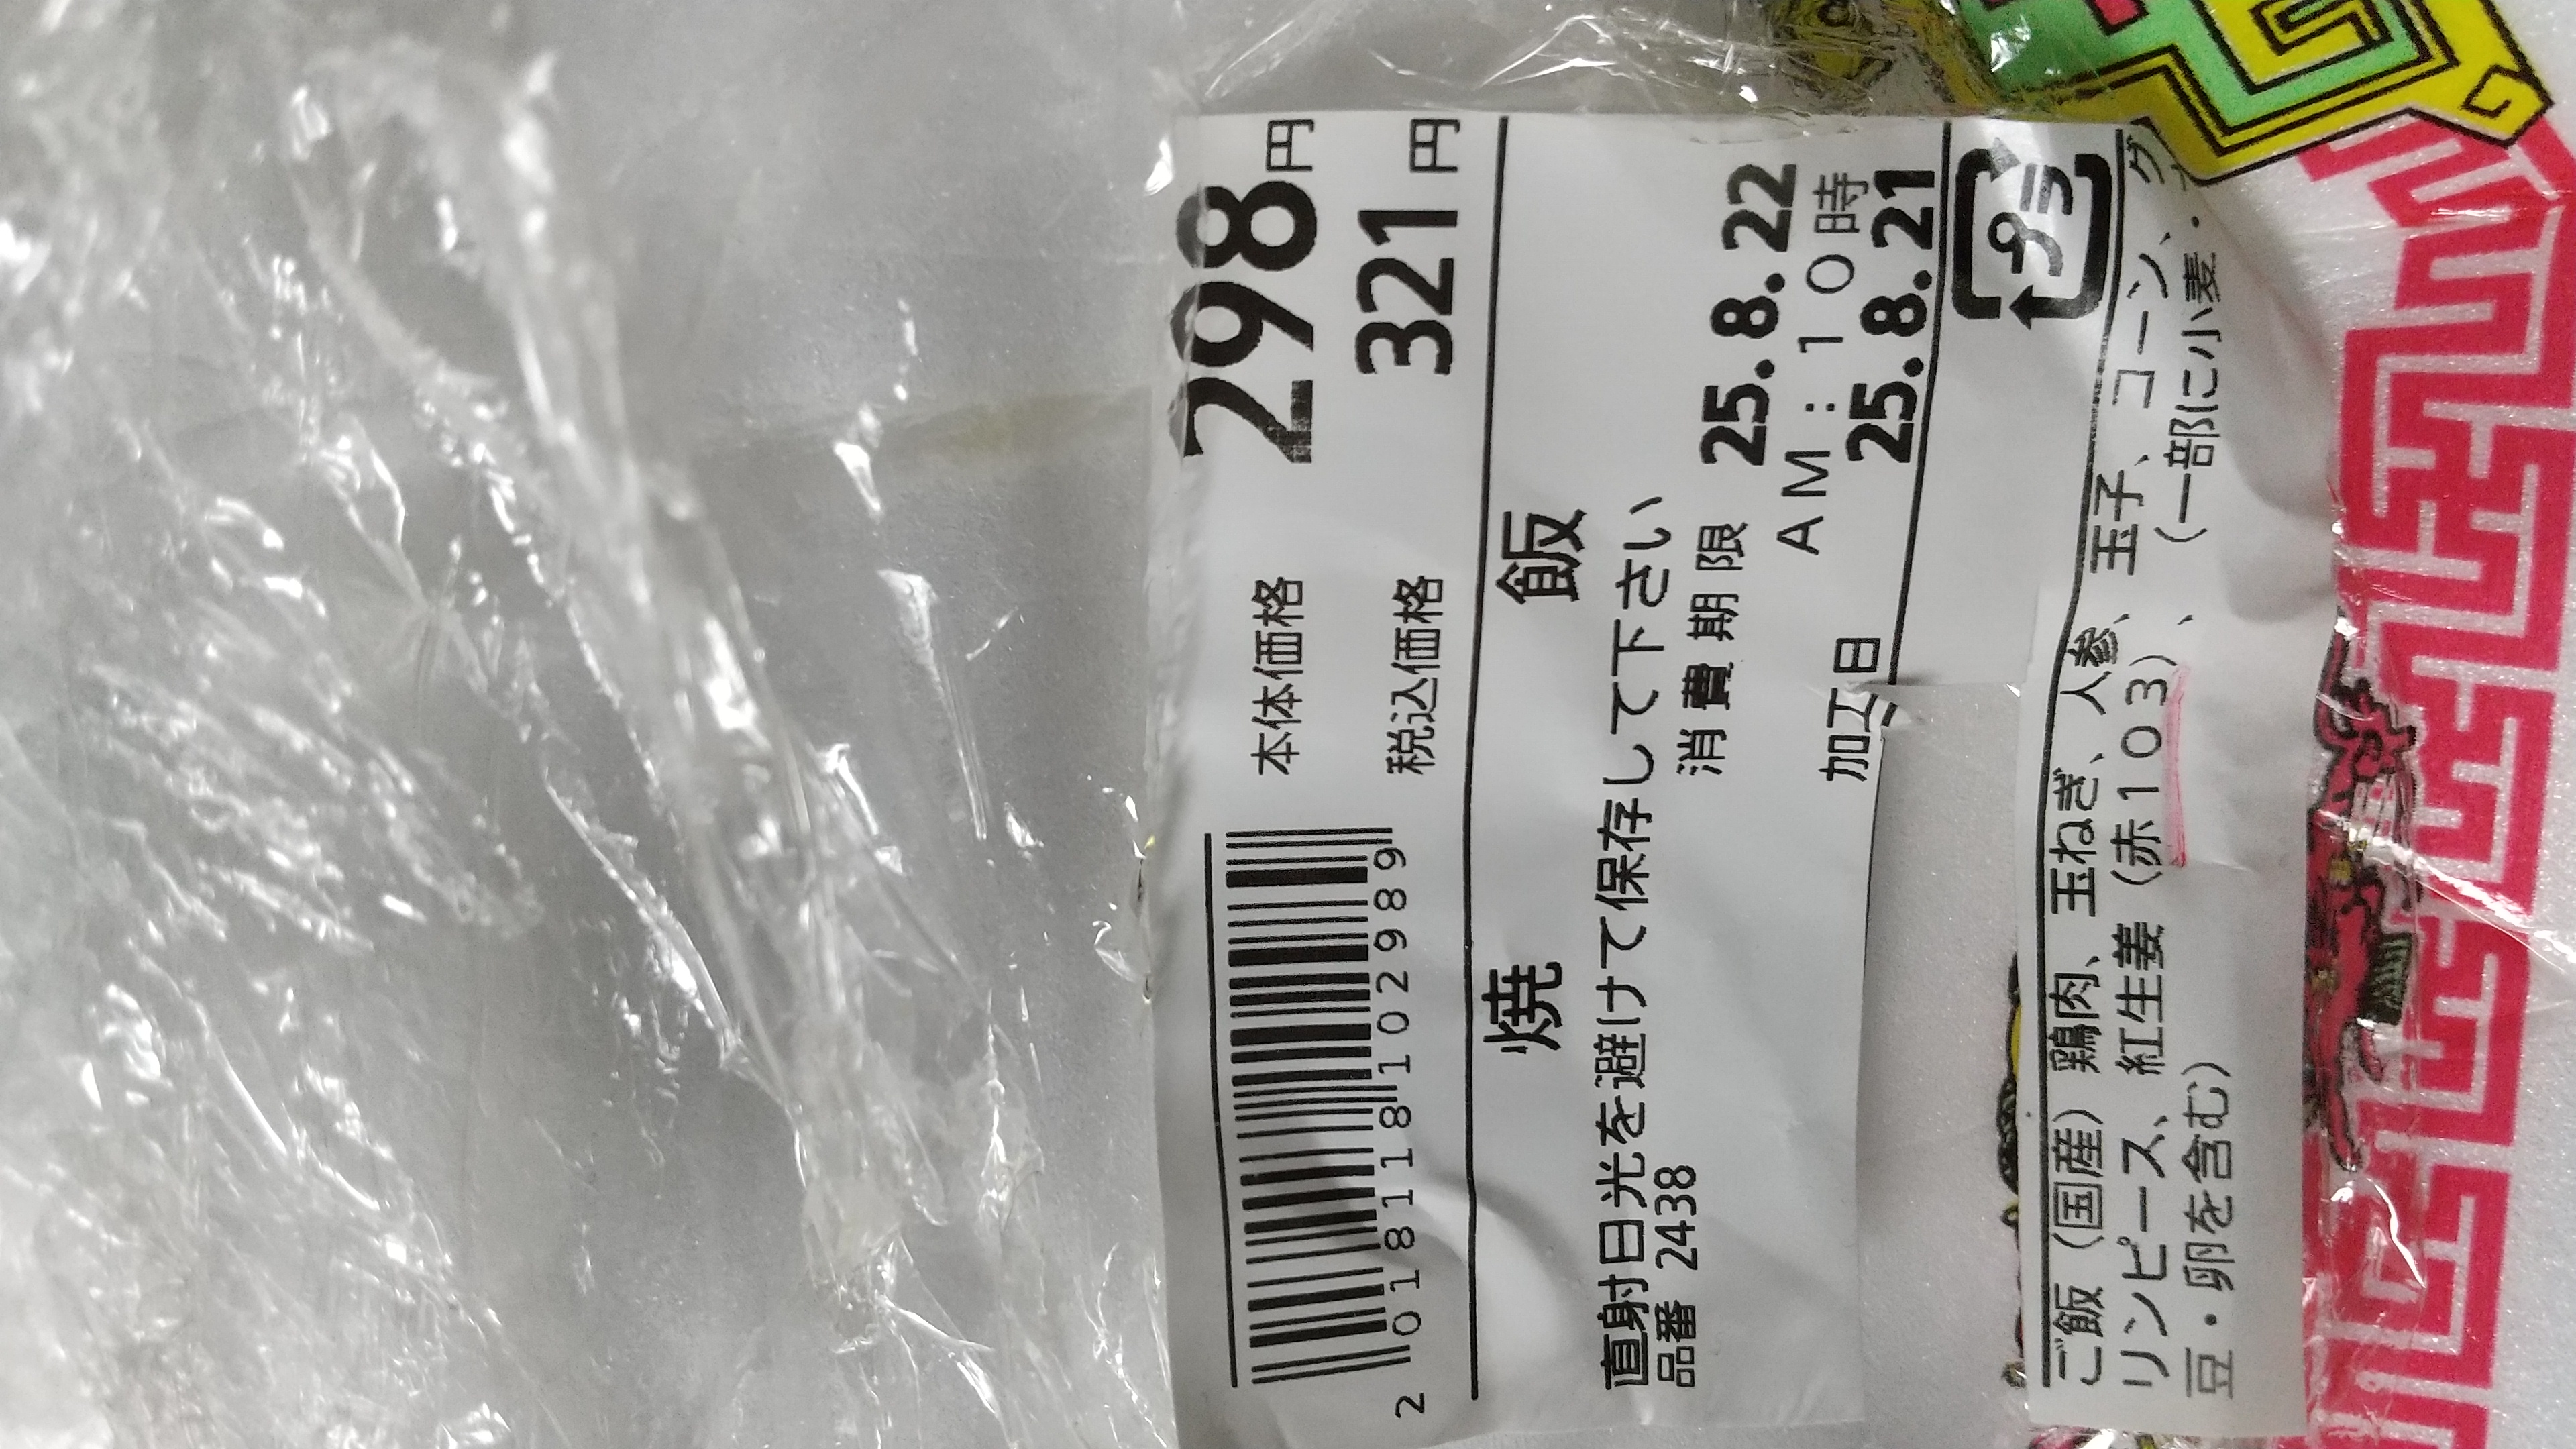 本体価格 298円
税込価格 321円
2 018118 102989
焼 飯
直射日光を避けて保存して下さい
品番 2438
消費期限 25.8.22
AM:10時
加工日 25.8.21
プラ
ご飯(国産)鶏肉、玉ねぎ、人参、玉子、コーン、グ
リンピース、紅生姜(赤103)、、(一部に小麦・
豆・卵を含む)